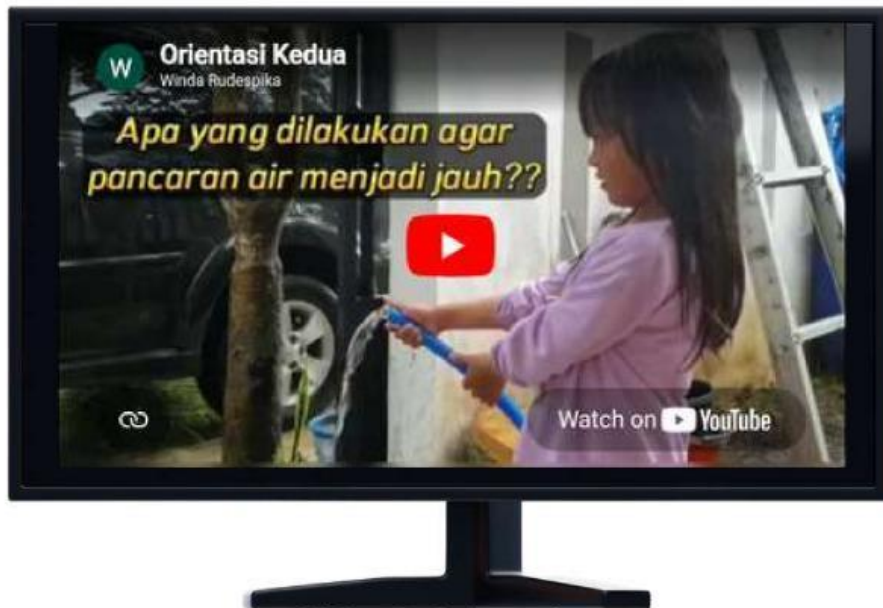 W
Orientasi Kedua
Winda Rudespika
Apa yang dilakukan agar
pancaran air menjadi jauh??
Watch on YouTube